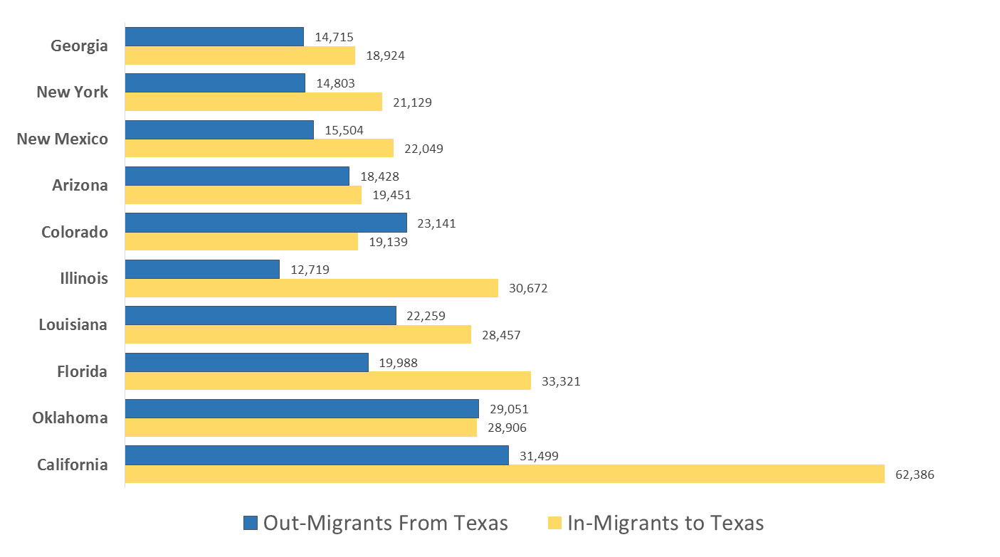 Georgia
14,715
18,924
New York
14,803
21,129
New Mexico
15,504
22,049
Arizona
18,428
19,451
Colorado
23,141
19,139
Illinois
12,719
30,672
Louisiana
22,259
28,457
Florida
19,988
33,321
Oklahoma
29,051
28,906
California
31,499
62,386
Out-Migrants From Texas
In-Migrants to Texas